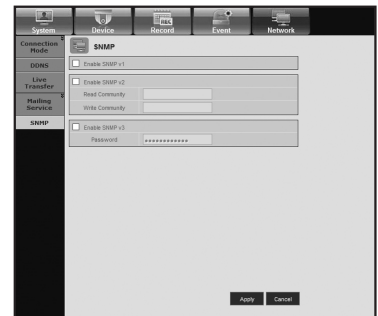 System Device Record Event Network
Connection
Mode
DDNS
Live
Transfer
Mailing
Service
SNMP
SNMP
Enable SNMP v1
Enable SNMP v2
Read Community
Write Community
Enable SNMP v3
Password ************
Apply Cancel